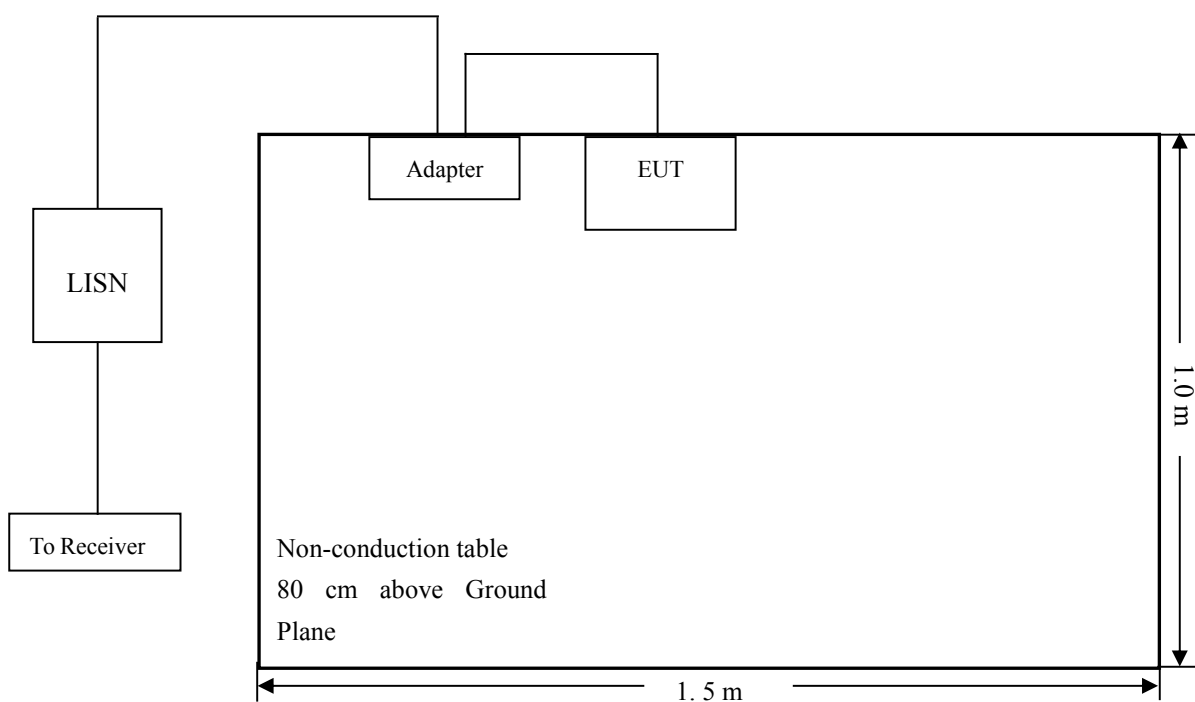 Adapter
EUT
LISN
To Receiver
Non-conduction table
80 cm above Ground
Plane
1.0 m
1. 5 m